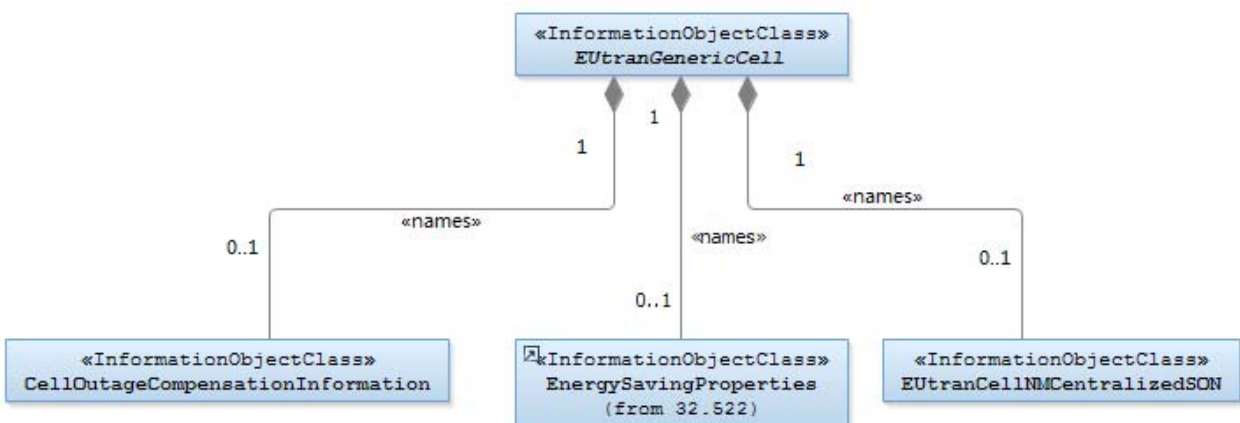 «InformationObjectClass»
EUtranGenericCell
1
1
1
«names»
«names»
«names»
0..1
0..1
0..1
«InformationObjectClass»
CellOutageCompensationInformation
«InformationObjectClass»
EnergySavingProperties
(from 32.522)
«InformationObjectClass»
EUtranCellNMCentralizedSON